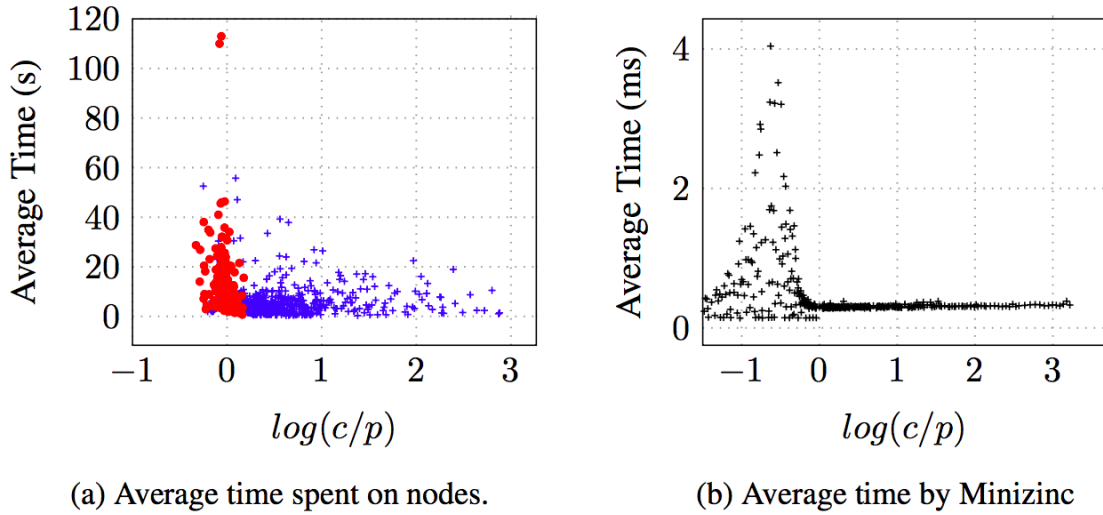 120
100
80
60
40
20
0
Average Time (s)
−1 0 1 2 3
log(c/p)
(a) Average time spent on nodes.
4
2
0
Average Time (ms)
−1 0 1 2 3
log(c/p)
(b) Average time by Minizinc